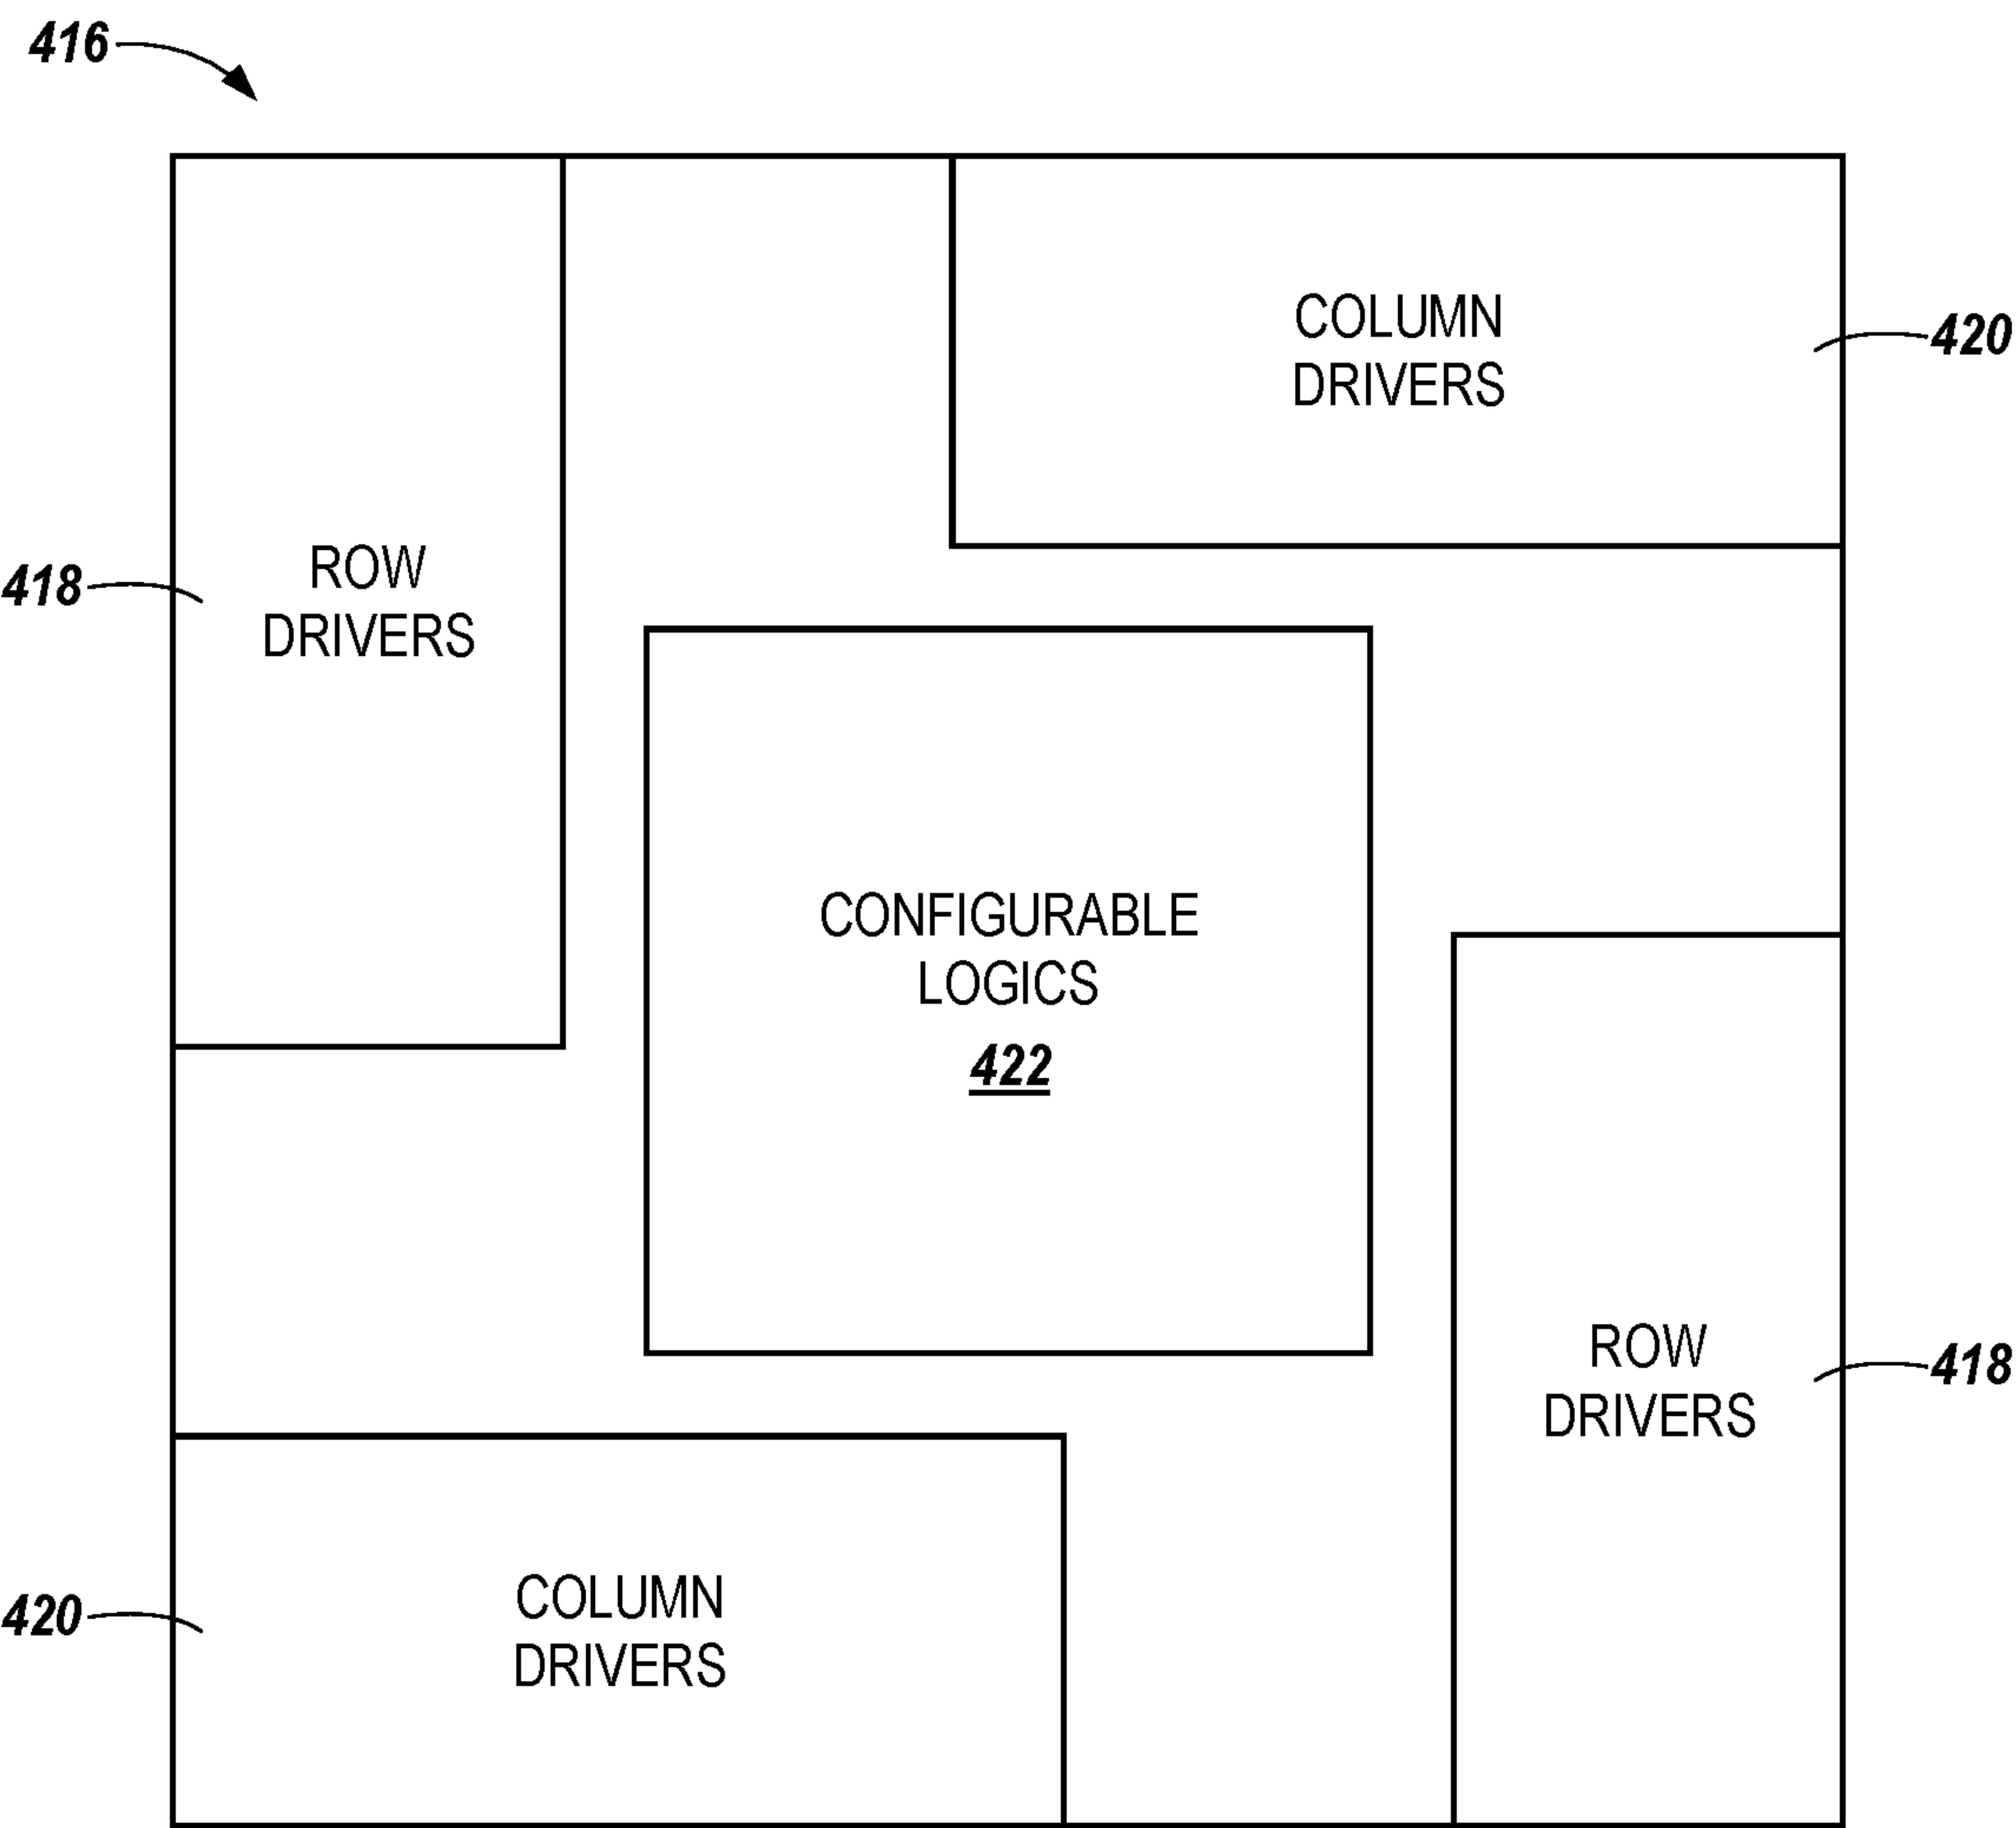 416
COLUMN
DRIVERS
420
ROW
DRIVERS
418
CONFIGURABLE
LOGICS
422
ROW
DRIVERS
418
COLUMN
DRIVERS
420